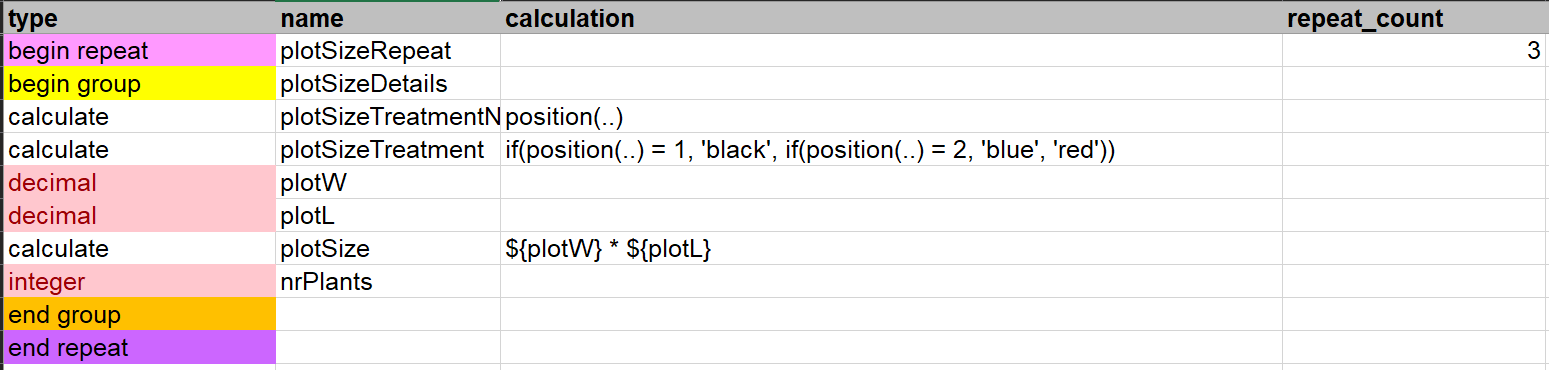 type name calculation repeat_count
begin repeat plotSizeRepeat 3
begin group plotSizeDetails
calculate plotSizeTreatmentN position(..)
calculate plotSizeTreatment if(position(..) = 1, 'black', if(position(..) = 2, 'blue', 'red'))
decimal plotW
decimal plotL
calculate plotSize ${plotW} * ${plotL}
integer nrPlants
end group
end repeat